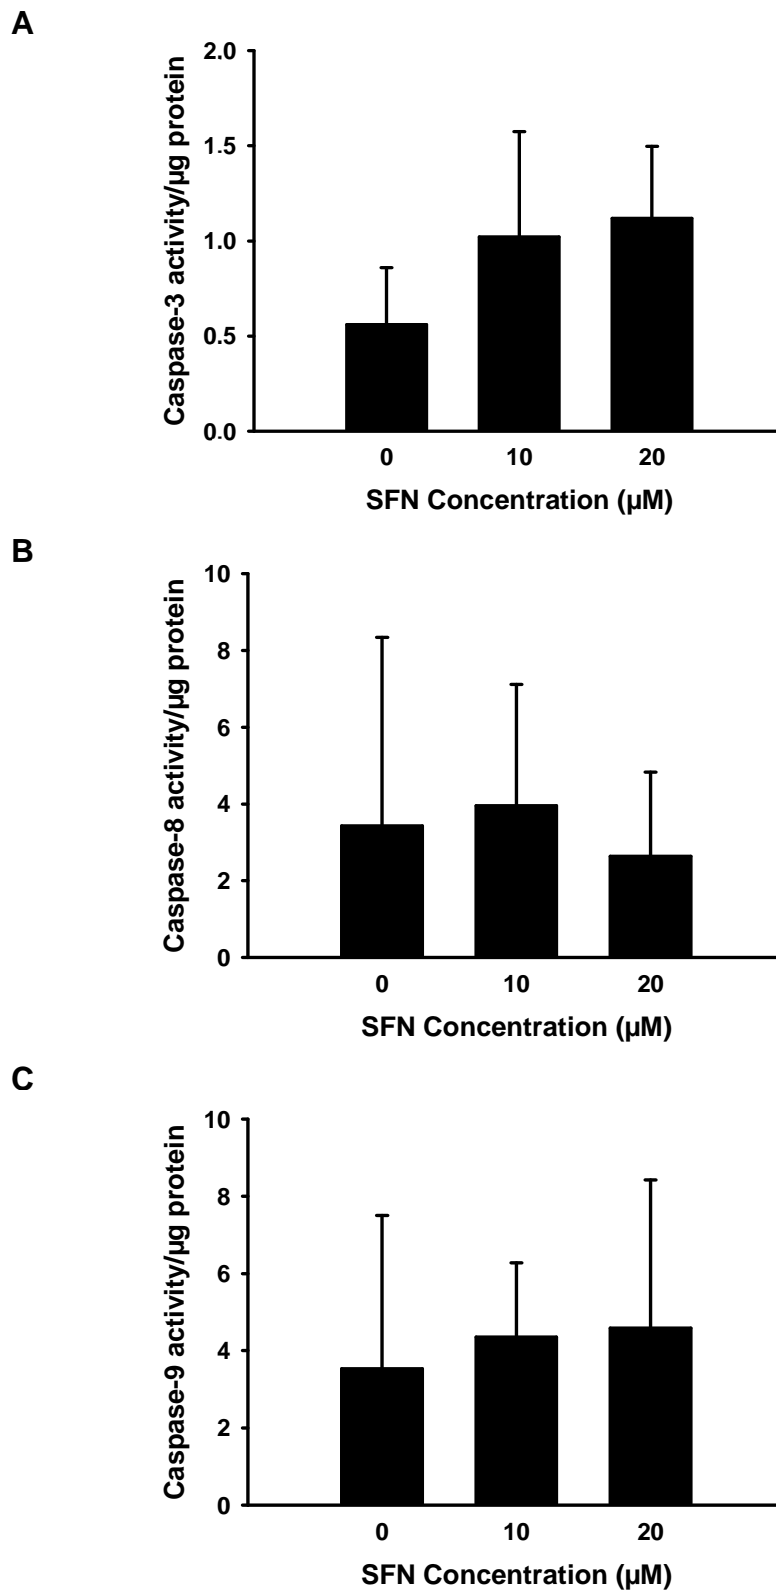 A
Caspase-3 activity/µg protein
2.0
1.5
1.0
0.5
0.0
0 10 20
SFN Concentration (µM)
B
Caspase-8 activity/µg protein
10
8
6
4
2
0
0 10 20
SFN Concentration (µM)
C
Caspase-9 activity/µg protein
10
8
6
4
2
0
0 10 20
SFN Concentration (µM)